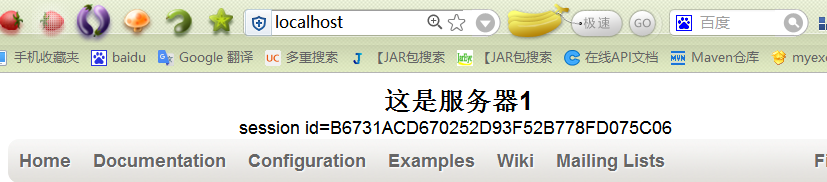 localhost 极速 GO 百度
手机收藏夹 baidu Google 翻译 UC 多重搜索 J 【JAR包搜索 【JAR包搜索 在线API文档 MVN Maven仓库 myexc
这是服务器1
session id=B6731ACD670252D93F52B778FD075C06
Home Documentation Configuration Examples Wiki Mailing Lists Fi